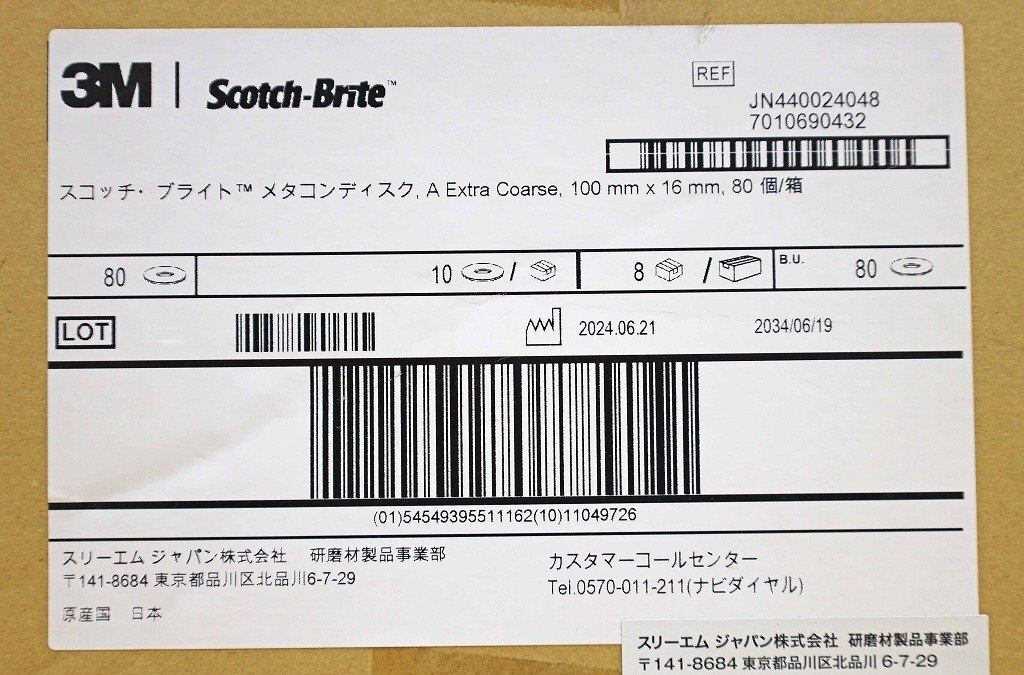 3M Scotch-Brite™
REF
JN440024048
7010690432
スコッチ・ブライト™ メタコンディスク, A Extra Coarse, 100 mm x 16 mm, 80 個/箱
80 10 / 8 / B.U. 80
LOT 2024.06.21 2034/06/19
(01)54549395511162(10)11049726
スリーエム ジャパン株式会社 研磨材製品事業部
〒141-8684 東京都品川区北品川6-7-29
原産国 日本
カスタマーコールセンター
Tel.0570-011-211(ナビダイヤル)
スリーエム ジャパン株式会社 研磨材製品事業部
〒141-8684 東京都品川区北品川 6-7-29